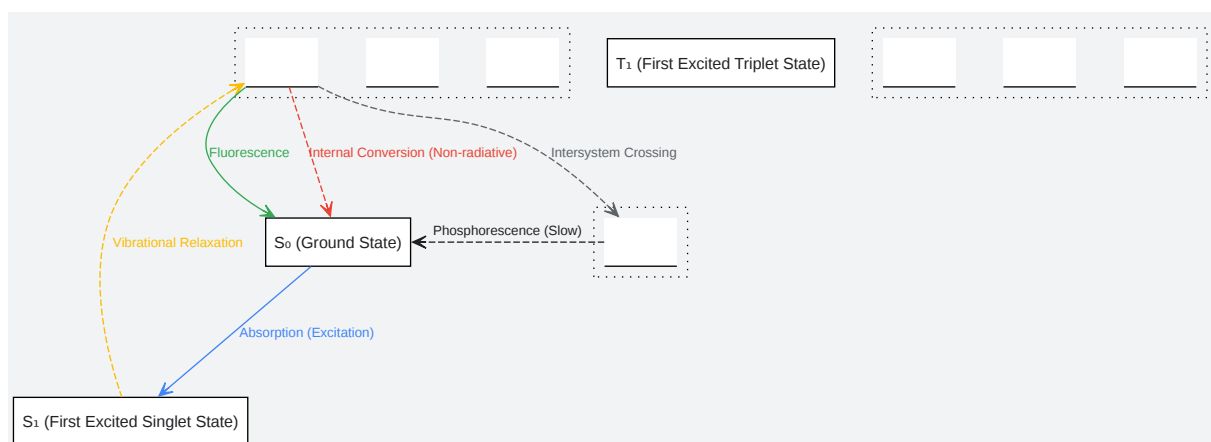 T₁ (First Excited Triplet State)
Fluorescence
Internal Conversion (Non-radiative)
Intersystem Crossing
Vibrational Relaxation
S₀ (Ground State)
Phosphorescence (Slow)
Absorption (Excitation)
S₁ (First Excited Singlet State)